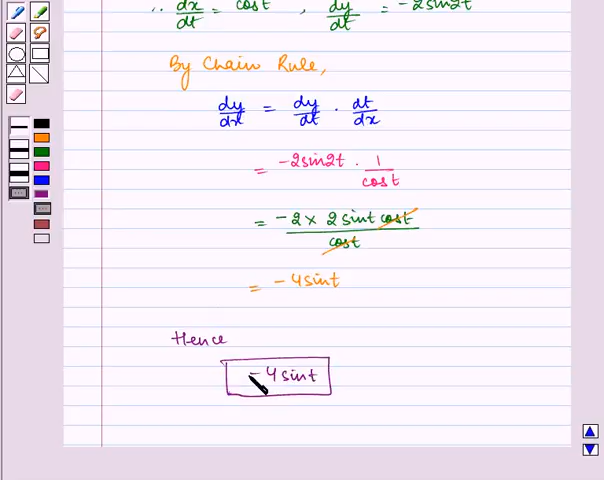 ∴ dx/dt = cost , dy/dt = -2sin2t
By Chain Rule,
dy/dx = dy/dt · dt/dx
= -2sin2t · 1/cost
= -2 × 2 sint cost / cost
= -4sint
Hence
-4sint